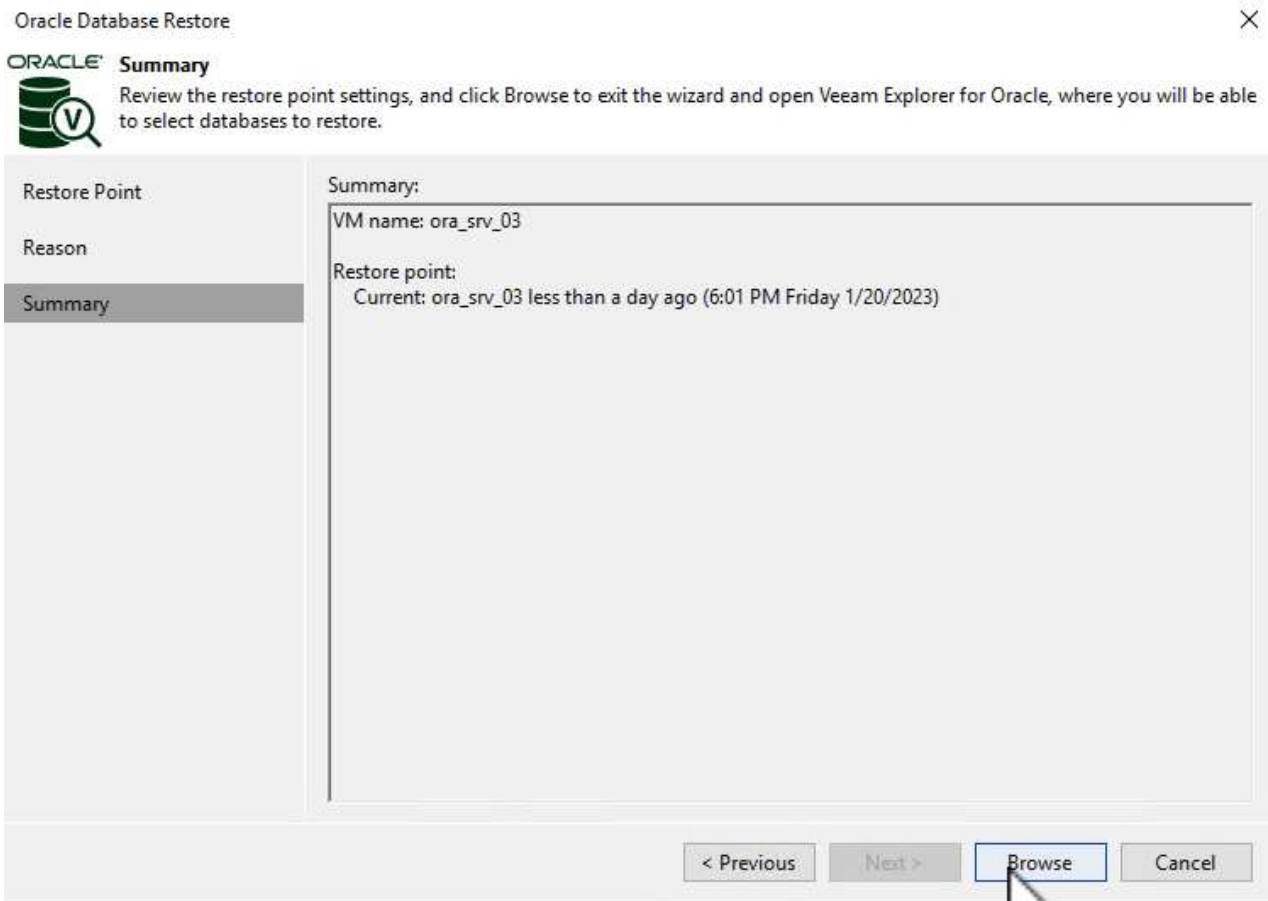 Oracle Database Restore
ORACLE
Summary
Review the restore point settings, and click Browse to exit the wizard and open Veeam Explorer for Oracle, where you will be able
to select databases to restore.
V
Restore Point
Reason
Summary
Summary:
VM name: ora_srv_03
Restore point:
Current: ora_srv_03 less than a day ago (6:01 PM Friday 1/20/2023)
< Previous
Next >
Browse
Cancel